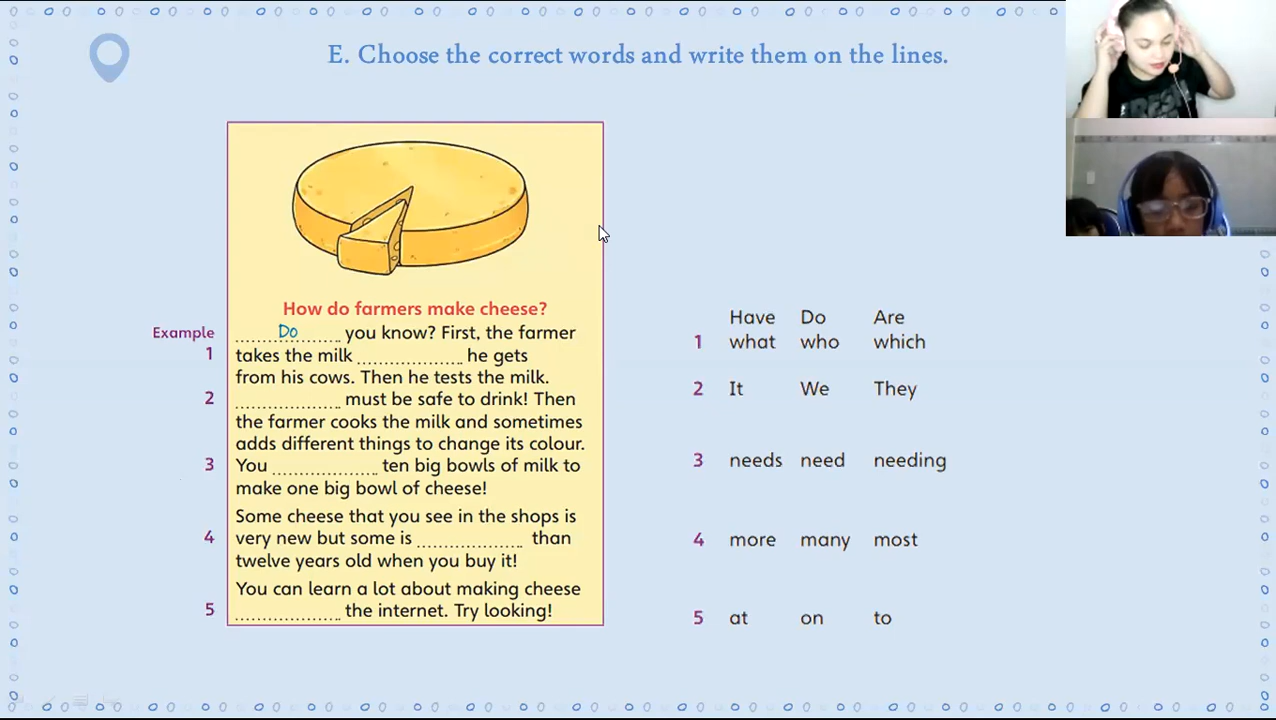 E. Choose the correct words and write them on the lines.
How do farmers make cheese?
Example Do you know? First, the farmer
1 takes the milk ........ he gets
from his cows. Then he tests the milk.
2 ........ must be safe to drink! Then
the farmer cooks the milk and sometimes
adds different things to change its colour.
3 You ........ ten big bowls of milk to
make one big bowl of cheese!
Some cheese that you see in the shops is
4 very new but some is ........ than
twelve years old when you buy it!
You can learn a lot about making cheese
5 ........ the internet. Try looking!
Have Do Are
1 what who which
2 It We They
3 needs need needing
4 more many most
5 at on to